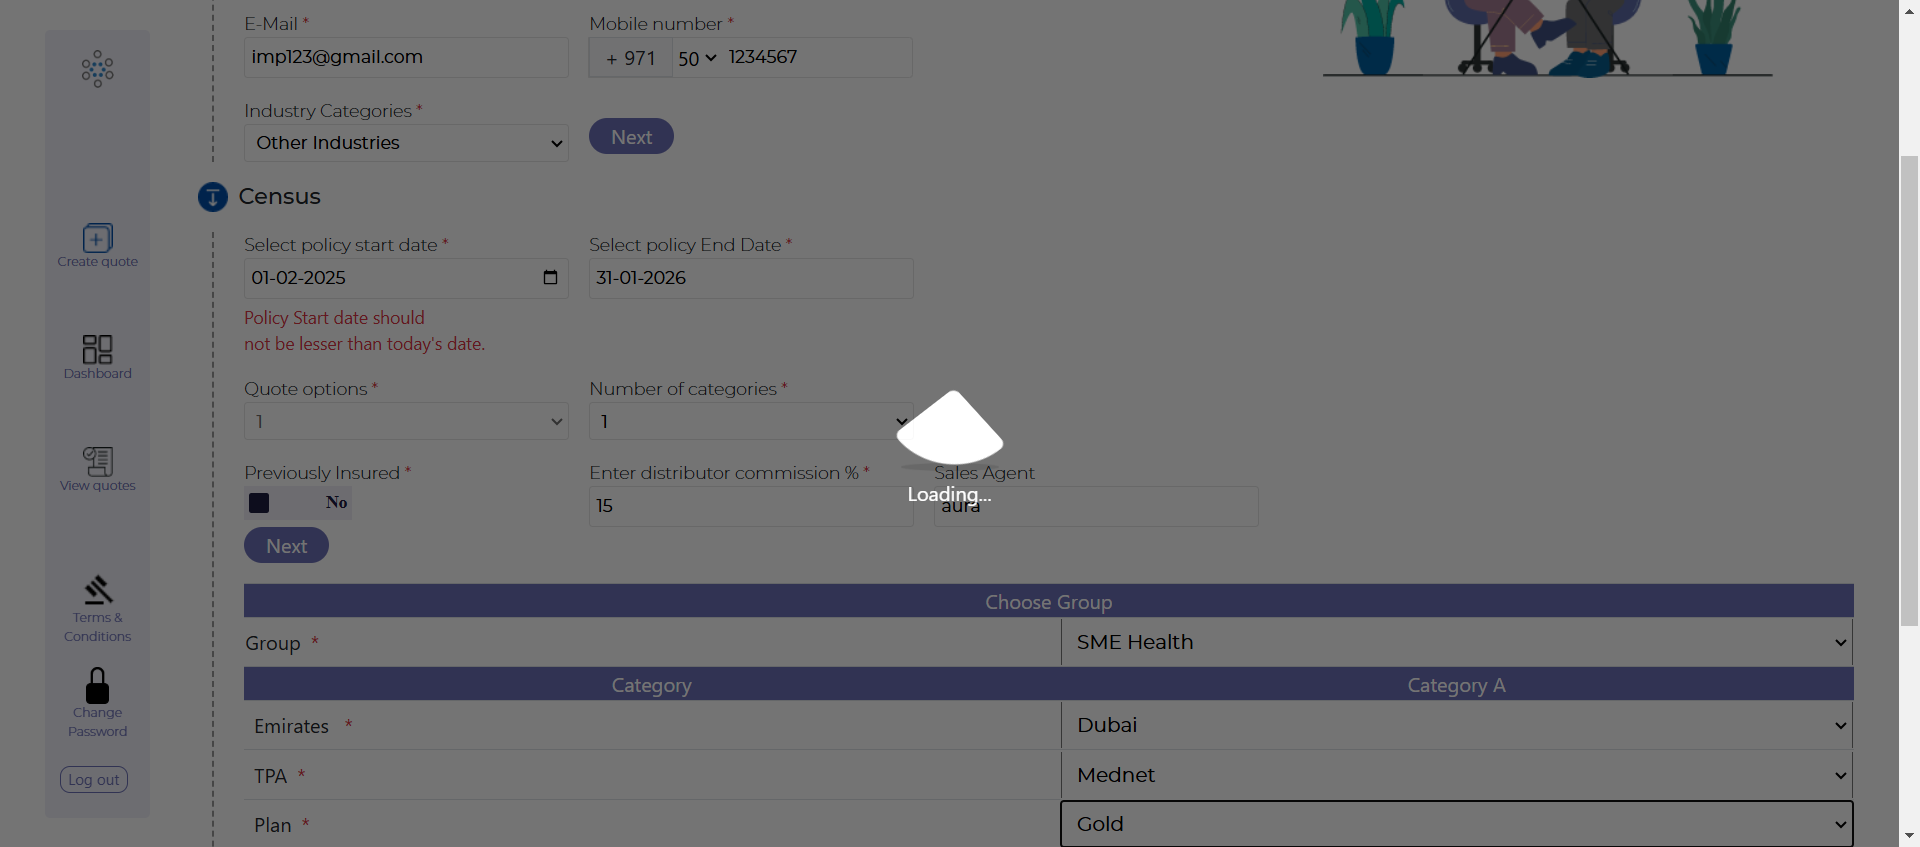 E-Mail *
Mobile number *
imp123@gmail.com
+ 971
50
1234567
Industry Categories *
Other Industries
Next
Census
Select policy start date *
Select policy End Date *
01-02-2025
31-01-2026
Policy Start date should
not be lesser than today's date.
Quote options *
Number of categories *
1
1
Previously Insured *
Enter distributor commission % *
Sales Agent
No
15
aura
Loading...
Next
Choose Group
Group *
SME Health
Category
Category A
Emirates *
Dubai
TPA *
Mednet
Plan *
Gold
Create quote
Dashboard
View quotes
Terms &
Conditions
Change
Password
Log out